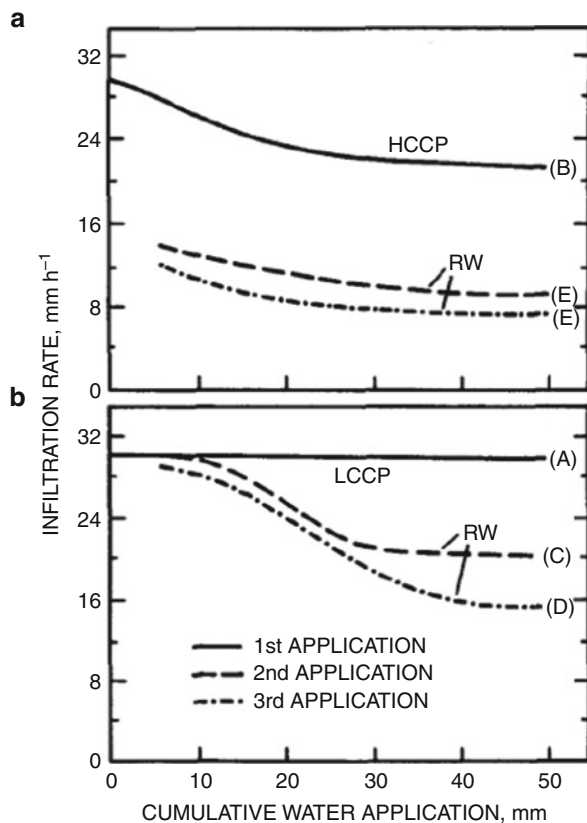 a
32
24
16
8
0
HCCP
(B)
RW
(E)
(E)
INFILTRATION RATE, mm h⁻¹
b
32
24
16
8
0
(A)
LCCP
RW
(C)
(D)
1st APPLICATION
2nd APPLICATION
3rd APPLICATION
0 10 20 30 40 50
CUMULATIVE WATER APPLICATION, mm